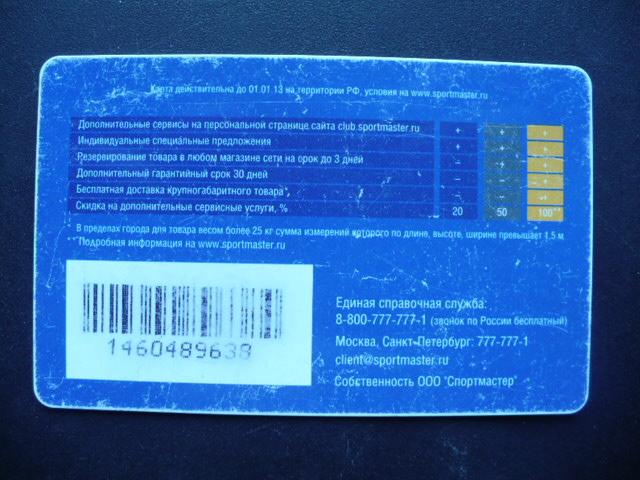 Карта действительна до 01.01.13 на территории РФ, условия на www.sportmaster.ru
Дополнительные сервисы на персональной странице сайта club.sportmaster.ru + + +
Индивидуальные специальные предложения + + +
Резервирование товара в любом магазине сети на срок до 3 дней – +
Дополнительный гарантийный срок 30 дней –
Бесплатная доставка крупногабаритного товара* – – +
Скидка на дополнительные сервисные услуги, % 20 50 100**
* В пределах города для товара весом более 25 кг сумма измерений которого по длине, высоте, ширине превышает 1,5 м
**Подробная информация на www.sportmaster.ru
Единая справочная служба:
8-800-777-777-1 (звонок по России бесплатный)
Москва, Санкт-Петербург: 777-777-1
client@sportmaster.ru
Собственность ООО "Спортмастер"
1460489638